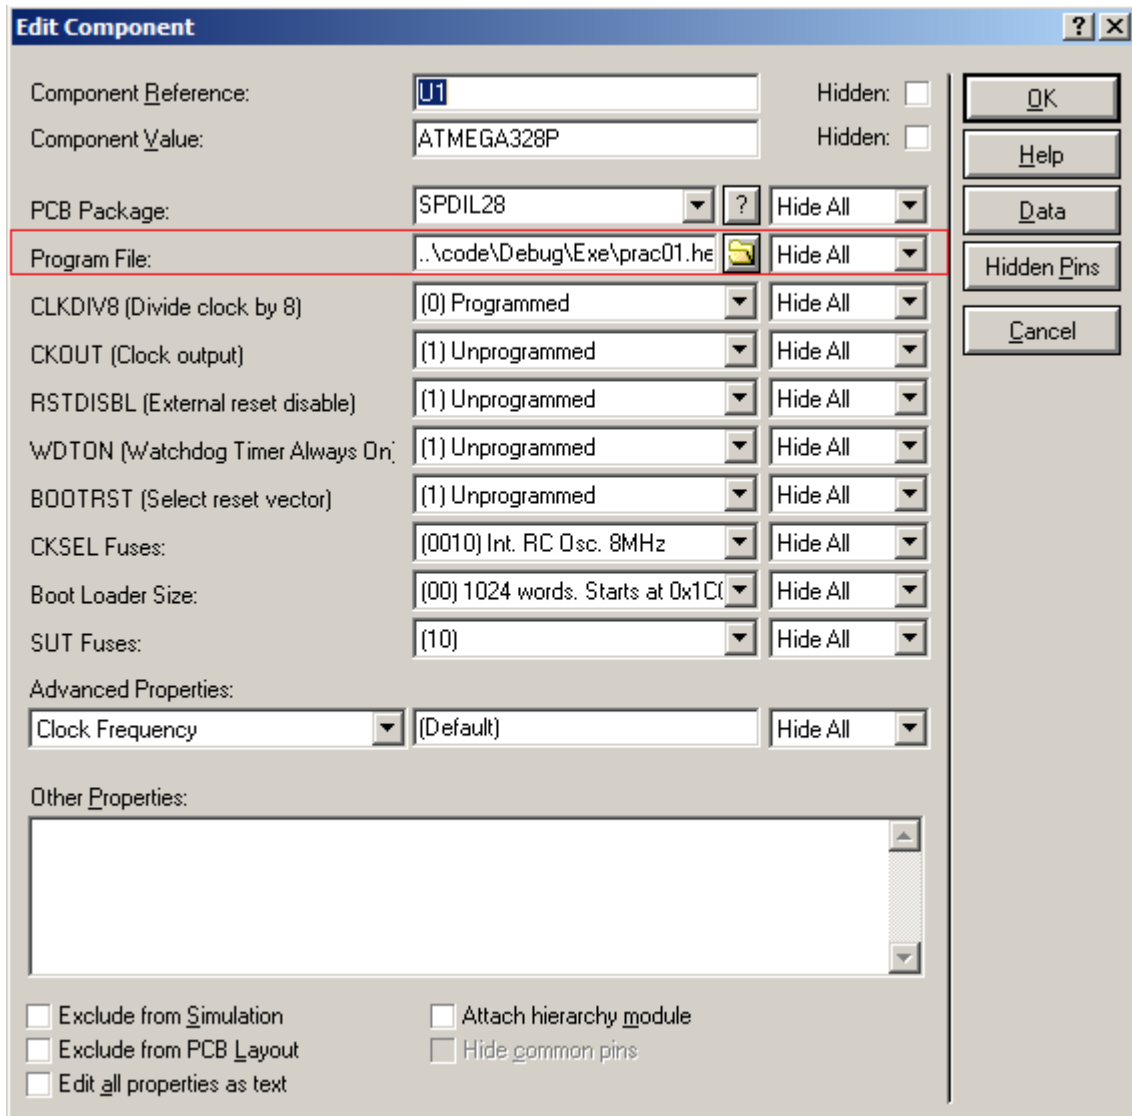 Edit Component
Component Reference: U1 Hidden: OK
Component Value: ATMEGA328P Hidden: Help
PCB Package: SPDIL28 ? Hide All Data
Program File: ..\code\Debug\Exe\prac01.he Hide All Hidden Pins
CLKDIV8 (Divide clock by 8) (0) Programmed Hide All
CKOUT (Clock output) (1) Unprogrammed Hide All Cancel
RSTDISBL (External reset disable) (1) Unprogrammed Hide All
WDTON (Watchdog Timer Always On) (1) Unprogrammed Hide All
BOOTRST (Select reset vector) (1) Unprogrammed Hide All
CKSEL Fuses: (0010) Int. RC Osc. 8MHz Hide All
Boot Loader Size: (00) 1024 words. Starts at 0x1C( Hide All
SUT Fuses: (10) Hide All
Advanced Properties:
Clock Frequency (Default) Hide All
Other Properties:
Exclude from Simulation Attach hierarchy module
Exclude from PCB Layout Hide common pins
Edit all properties as text